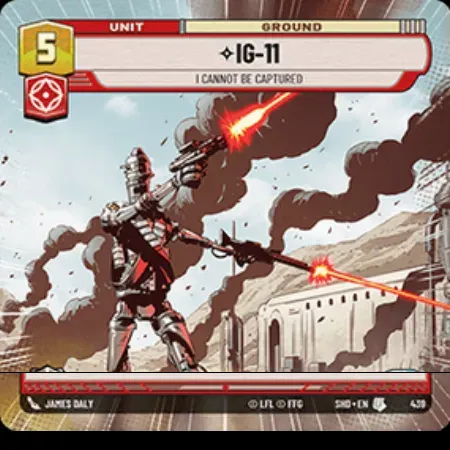 UNIT GROUND
5
IG-11
I CANNOT BE CAPTURED
JAMES DALY © LFL © FFG SHD • EN 439